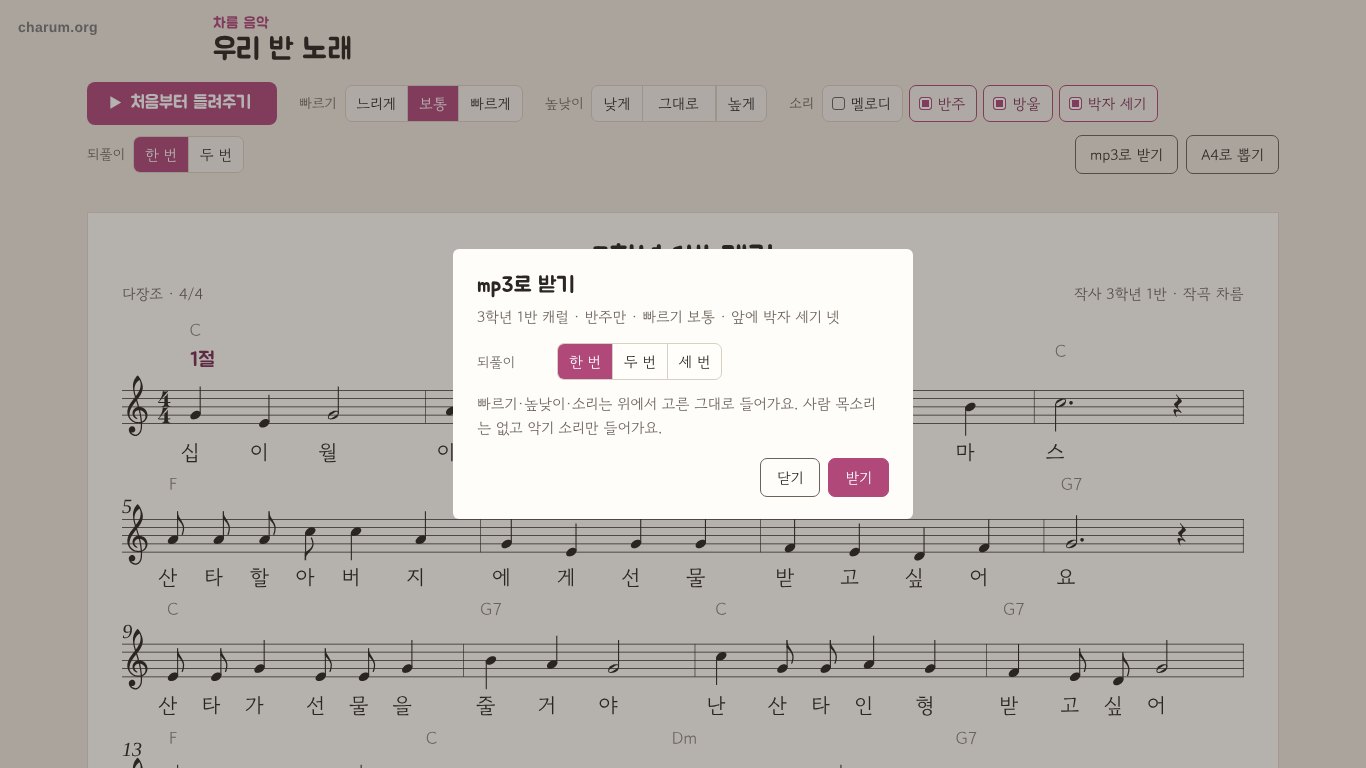 charum.org
차름 음악
우리 반 노래
▶ 처음부터 들려주기 빠르기 느리게 보통 빠르게 높낮이 낮게 그대로 높게 소리 멜로디 반주 방울 박자 세기
되풀이 한 번 두 번 mp3로 받기 A4로 뽑기
mp3로 받기
3학년 1반 캐럴 · 반주만 · 빠르기 보통 · 앞에 박자 세기 넷
되풀이 한 번 두 번 세 번
빠르기·높낮이·소리는 위에서 고른 그대로 들어가요. 사람 목소리
는 없고 악기 소리만 들어가요.
닫기 받기
다장조 · 4/4 작사 3학년 1반 · 작곡 차름
C C
1절
4
4
십 이 월 이 마 스
F G7
5
산 타 할 아 버 지 에 게 선 물 받 고 싶 어 요
C G7 C G7
9
산 타 가 선 물 을 줄 거 야 난 산 타 인 형 받 고 싶 어
F C Dm G7
13